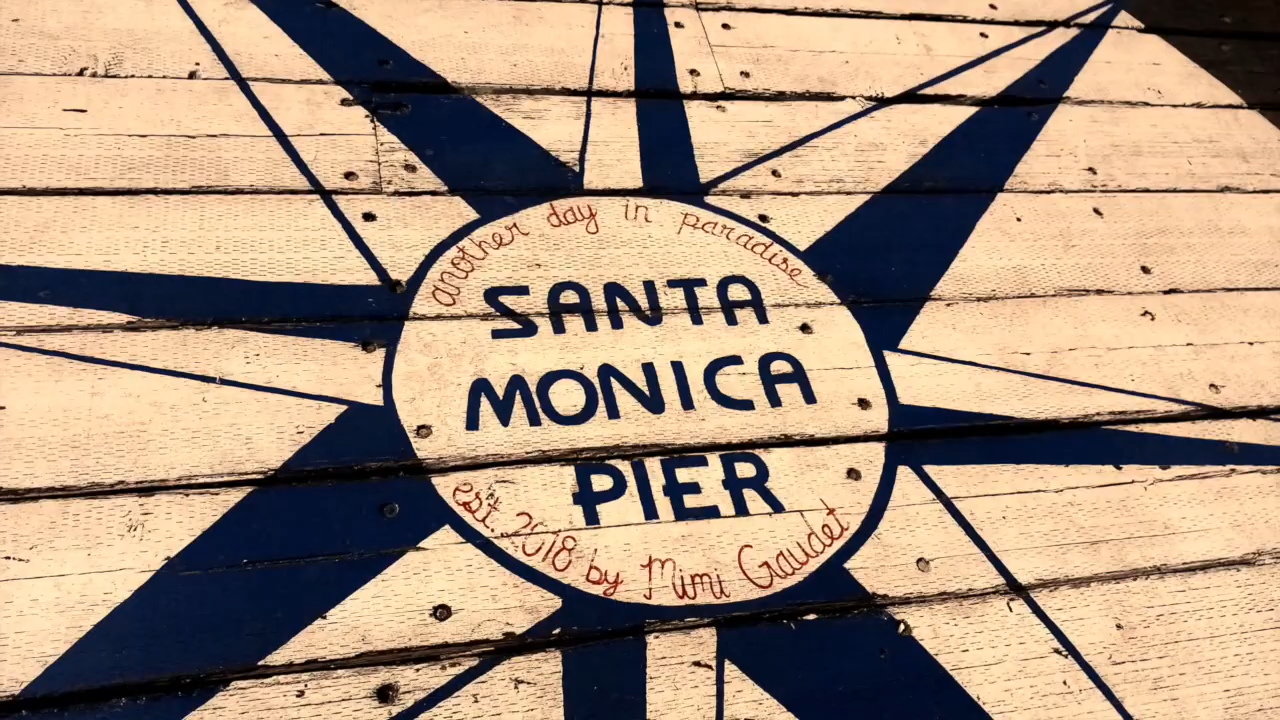 another day in paradise
SANTA
MONICA
PIER
est. 2018 by Mimi Gaudet